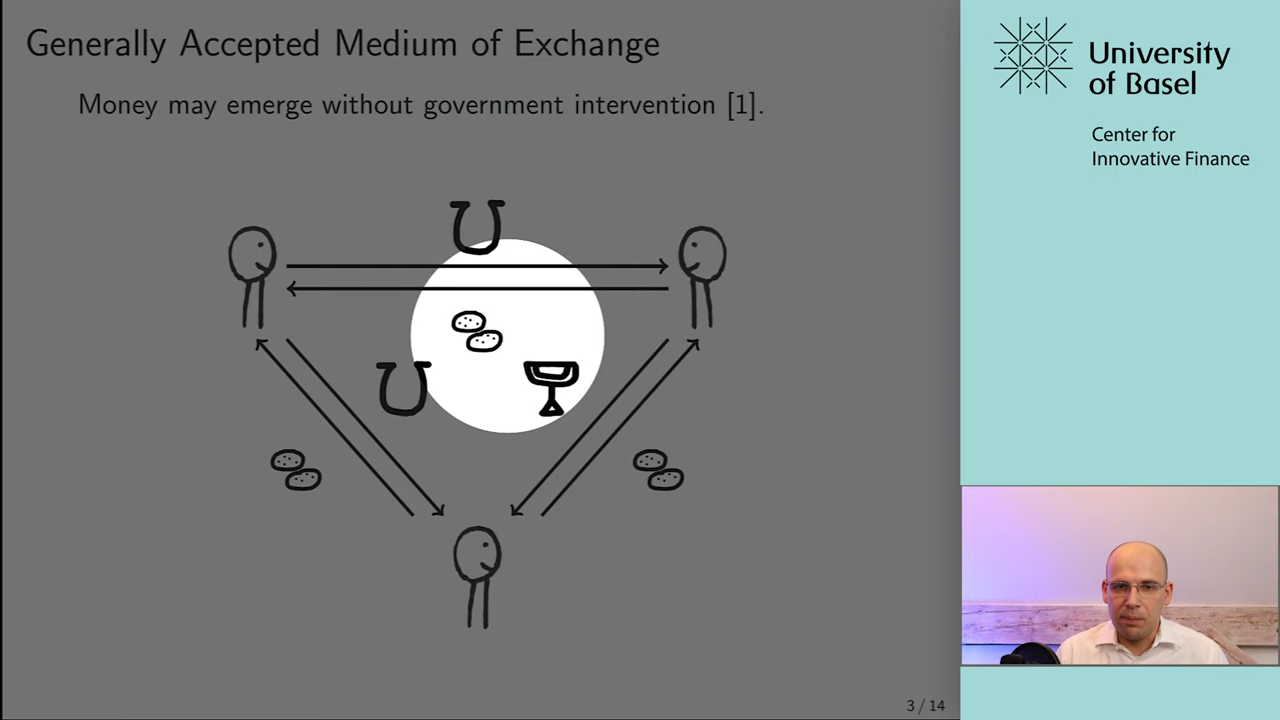 Generally Accepted Medium of Exchange
Money may emerge without government intervention [1].
University
of Basel
Center for
Innovative Finance
3 / 14